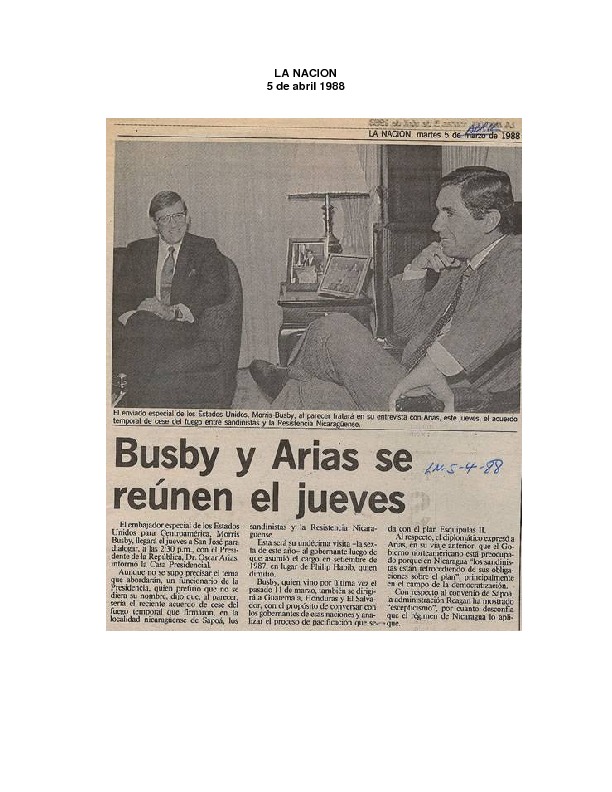 LA NACION
5 de abril 1988
LA NACION, martes 5 de marzo de 1988
El enviado especial de los Estados Unidos, Morris Busby, al parecer tratará en su entrevista con Arias, este jueves, el acuerdo
temporal de cese del fuego entre sandinistas y la Resistencia Nicaragüense.
Busby y Arias se
reúnen el jueves
LN 5-4-88
El embajador especial de los Estados
Unidos para Centroamérica, Morris
Busby, llegará el jueves a San José para
dialogar, a las 2:30 p.m., con el Presi-
dente de la República, Dr. Oscar Arias,
informó la Casa Presidencial.
Aunque no se supo precisar el tema
que abordarán, un funcionario de la
Presidencia, quien prefirió que no se
diera su nombre, dijo que, al parecer,
sería el reciente acuerdo de cese del
fuego temporal que firmaron, en la
localidad nicaragüense de Sapoá, los
sandinistas y la Resistencia Nicara-
güense.
Esta será su undécima visita –la sex-
ta de este año– al gobernante luego de
que asumió el cargo en setiembre de
1987, en lugar de Philip Habib, quien
dimitió.
Busby, quien vino por última vez el
pasado 11 de marzo, también se dirigi-
rá a Guatemala, Honduras y El Salva-
dor, con el propósito de conversar con
los gobernantes de esas naciones y ana-
lizar el proceso de pacificación que se
da con el plan Esquipulas II.
Al respecto, el diplomático expresó a
Arias, en su viaje anterior, que el Go-
bierno norteamericano está preocupa-
do porque en Nicaragua "los sandinis-
tas están retrocediendo de sus obliga-
ciones sobre el plan", principalmente
en el campo de la democratización.
Con respecto al convenio de Sapoá,
la administración Reagan ha mostrado
"escepticismo", por cuanto desconfía
que el régimen de Nicaragua lo apli-
que.